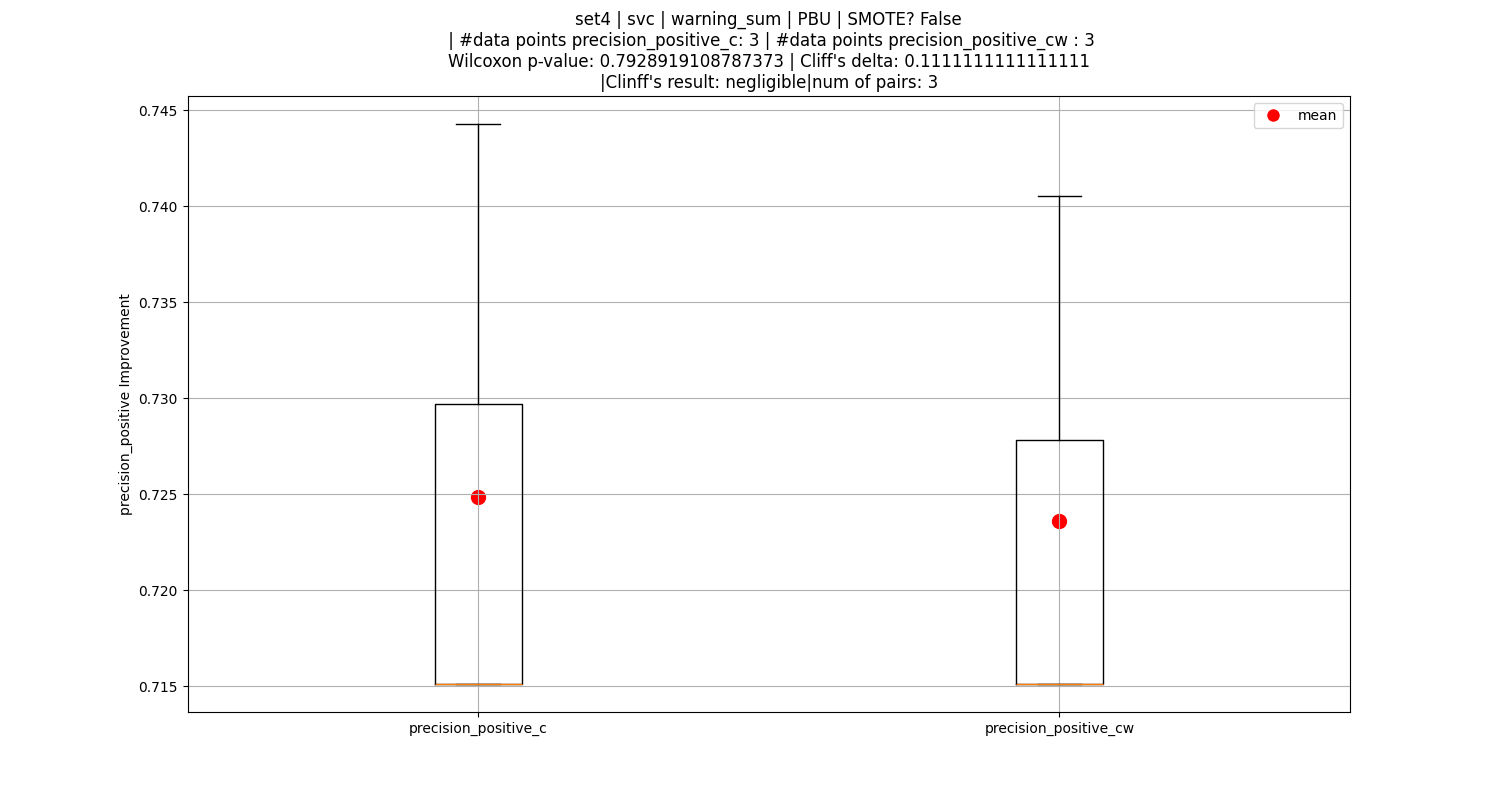 set4 | svc | warning_sum | PBU | SMOTE? False
| #data points precision_positive_c: 3 | #data points precision_positive_cw : 3
Wilcoxon p-value: 0.7928919108787373 | Cliff's delta: 0.1111111111111111
|Clinff's result: negligible|num of pairs: 3
mean
0.745
0.740
0.735
0.730
0.725
0.720
0.715
precision_positive Improvement
precision_positive_c
precision_positive_cw